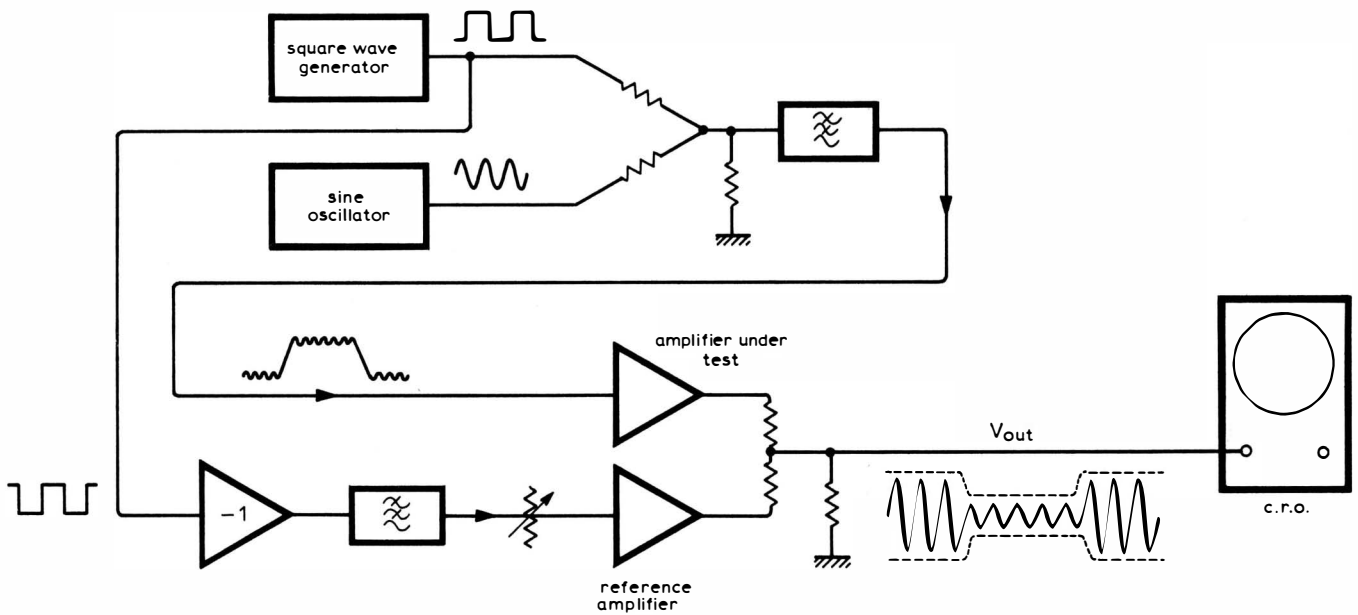 square wave
generator
sine
oscillator
amplifier under
test
Vout
−1
c.r.o.
reference
amplifier